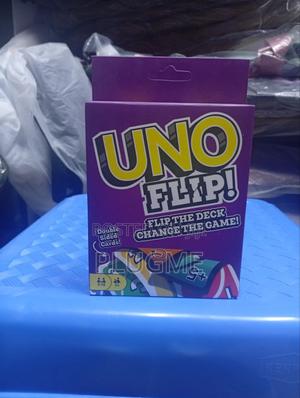 UNO
FLIP!
FLIP THE DECK
CHANGE THE GAME!
Double
Sided
Cards!
PLUGME